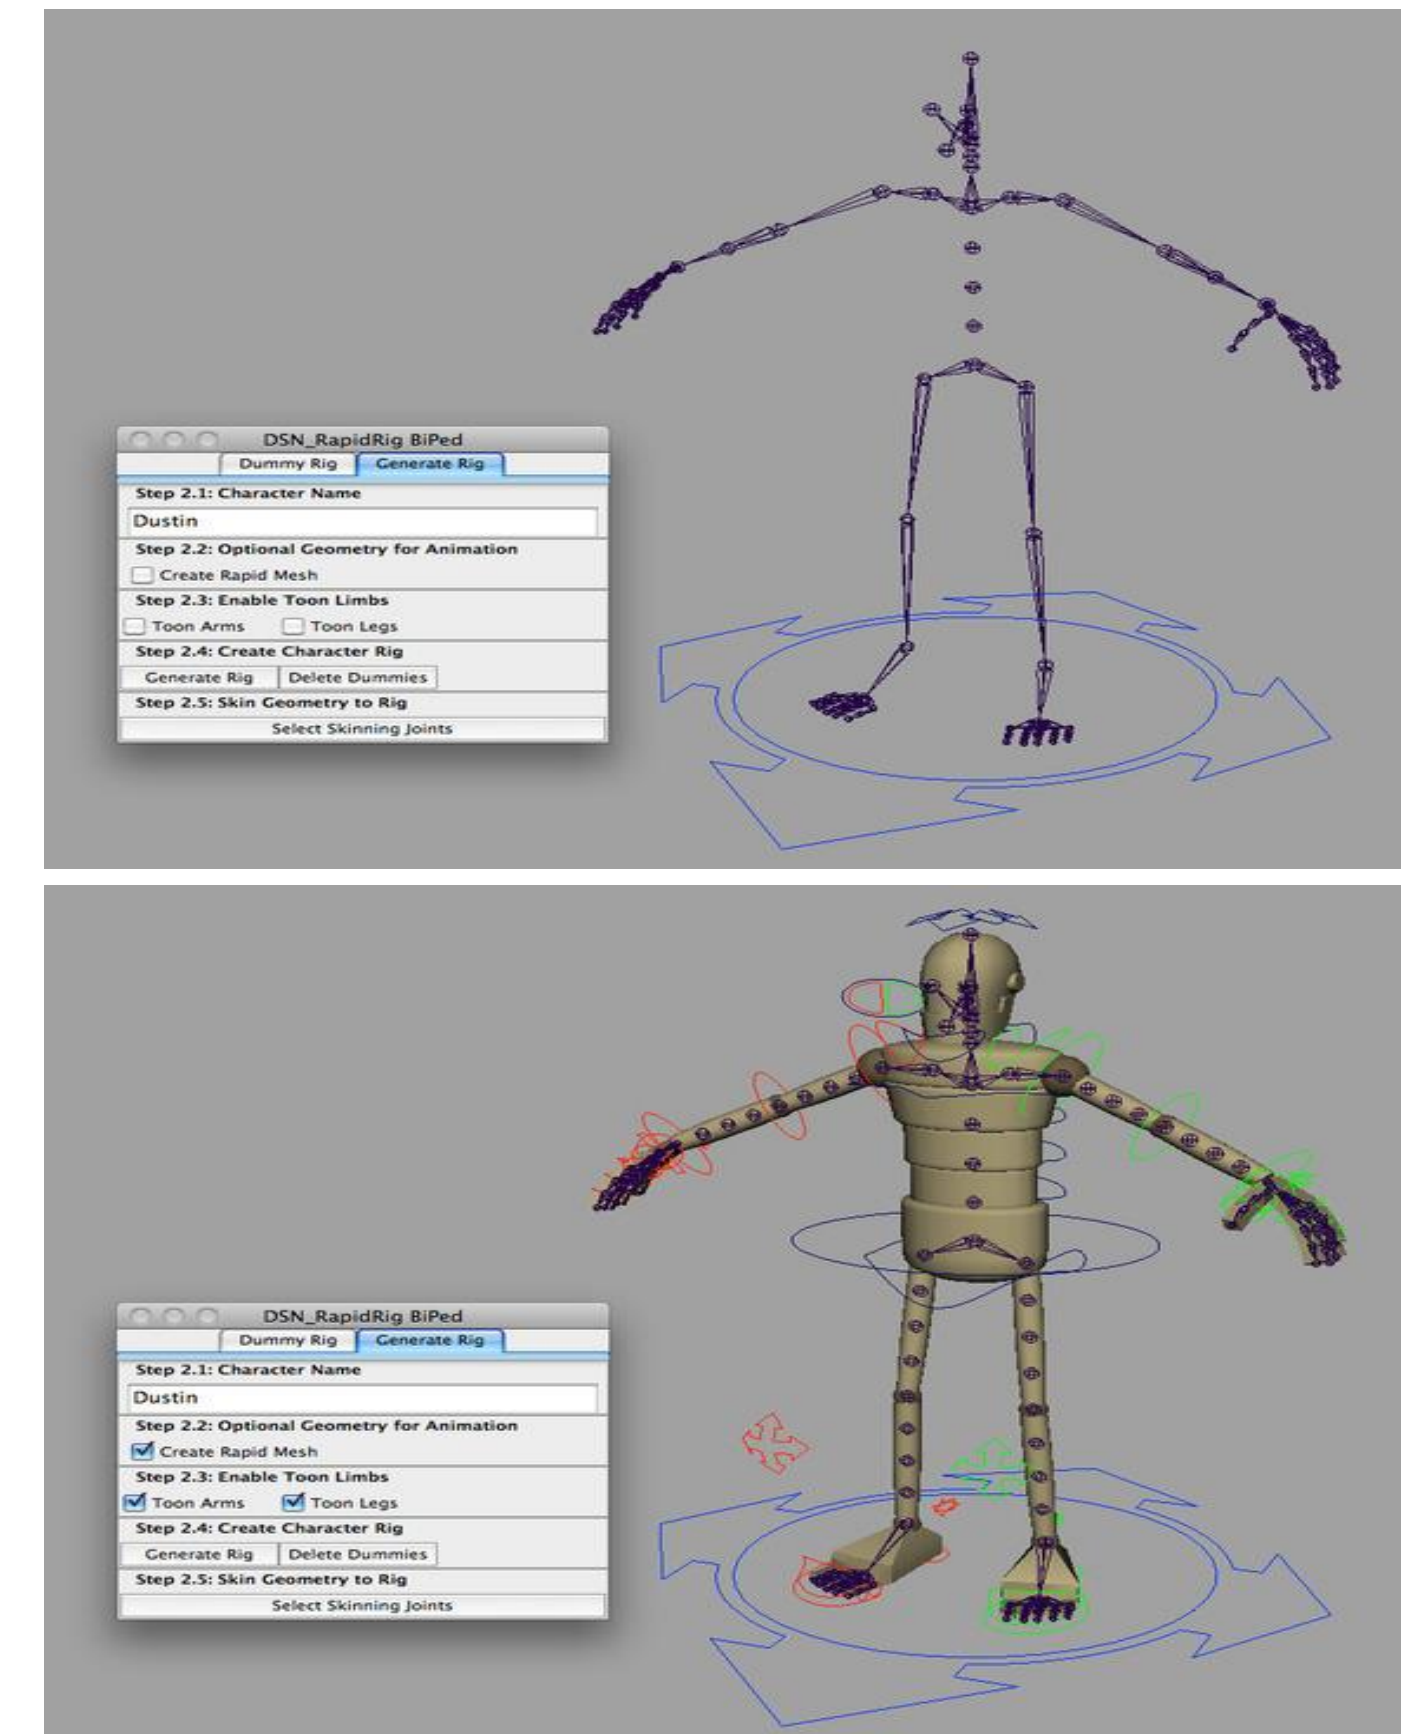 DSN_RapidRig BiPed
Dummy Rig Generate Rig
Step 2.1: Character Name
Dustin
Step 2.2: Optional Geometry for Animation
Create Rapid Mesh
Step 2.3: Enable Toon Limbs
Toon Arms Toon Legs
Step 2.4: Create Character Rig
Generate Rig Delete Dummies
Step 2.5: Skin Geometry to Rig
Select Skinning Joints
DSN_RapidRig BiPed
Dummy Rig Generate Rig
Step 2.1: Character Name
Dustin
Step 2.2: Optional Geometry for Animation
Create Rapid Mesh
Step 2.3: Enable Toon Limbs
Toon Arms Toon Legs
Step 2.4: Create Character Rig
Generate Rig Delete Dummies
Step 2.5: Skin Geometry to Rig
Select Skinning Joints